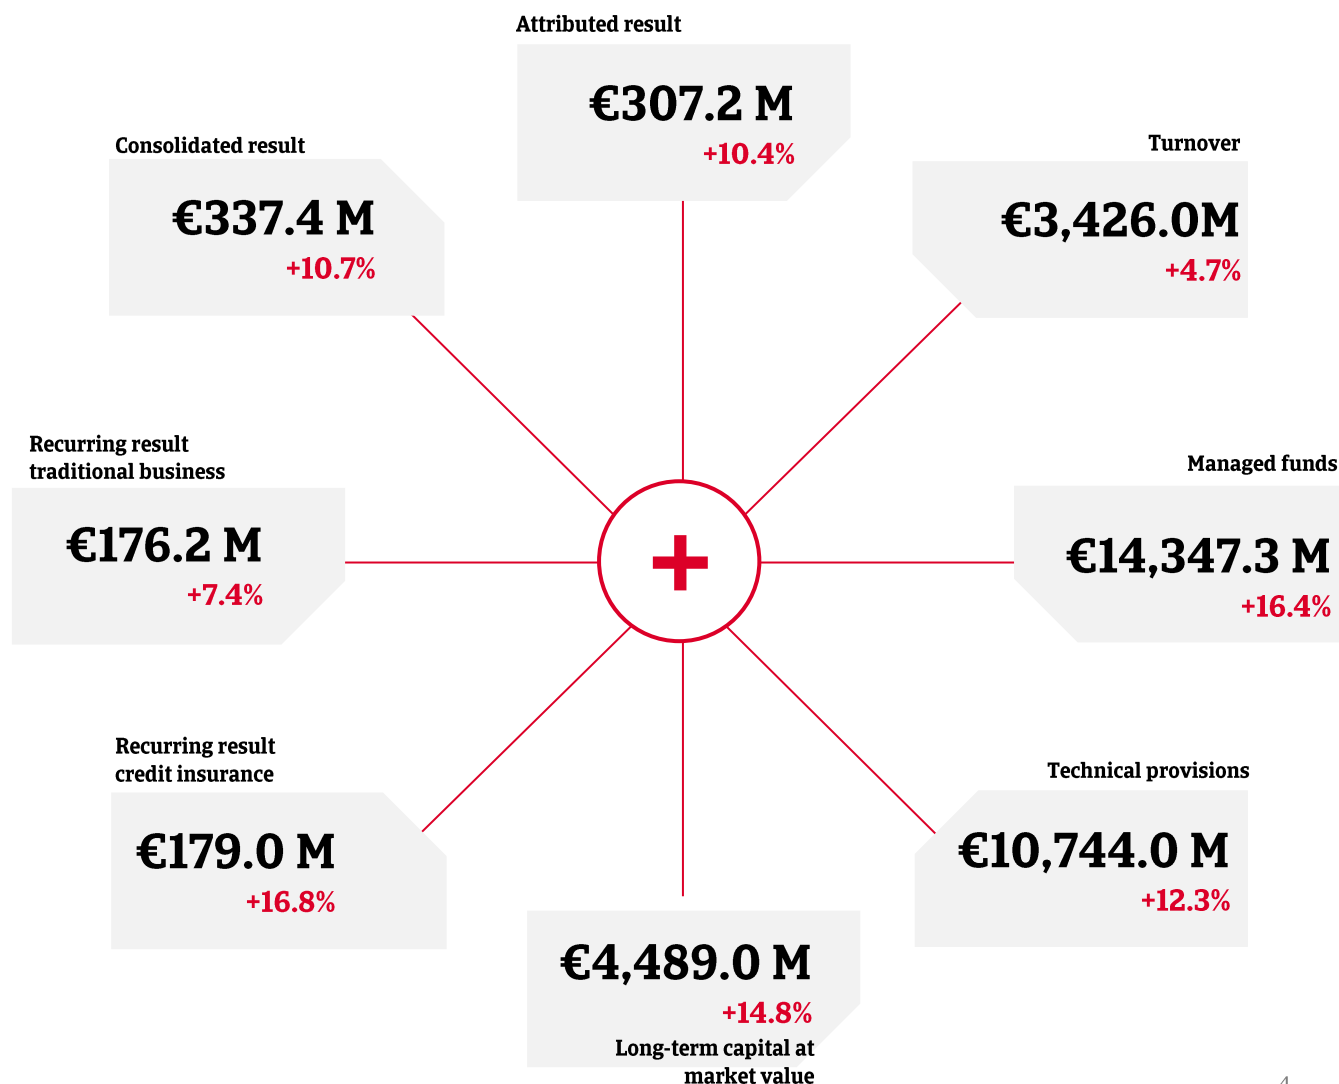 Attributed result
€307.2 M
+10.4%
Consolidated result
€337.4 M
+10.7%
Turnover
€3,426.0M
+4.7%
Recurring result
traditional business
€176.2 M
+7.4%
Managed funds
€14,347.3 M
+16.4%
Recurring result
credit insurance
€179.0 M
+16.8%
Technical provisions
€10,744.0 M
+12.3%
€4,489.0 M
+14.8%
Long-term capital at
market value
4